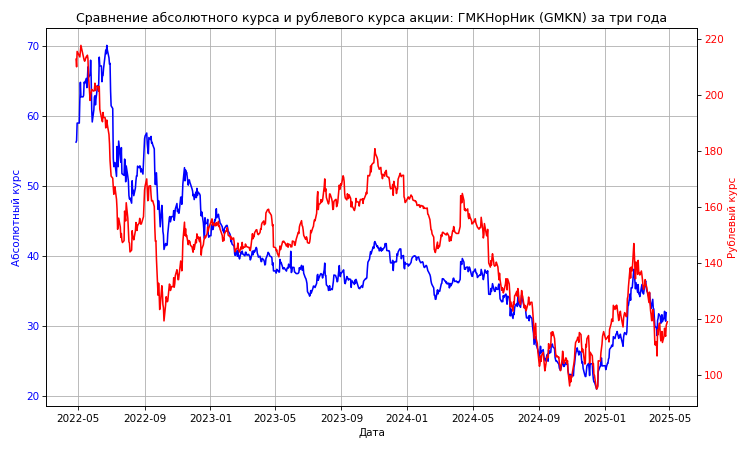 Сравнение абсолютного курса и рублевого курса акции: ГМКНорНик (GMKN) за три года
70
60
50
40
30
20
Абсолютный курс
220
200
180
160
140
120
100
Рублевый курс
2022-05 2022-09 2023-01 2023-05 2023-09 2024-01 2024-05 2024-09 2025-01 2025-05
Дата